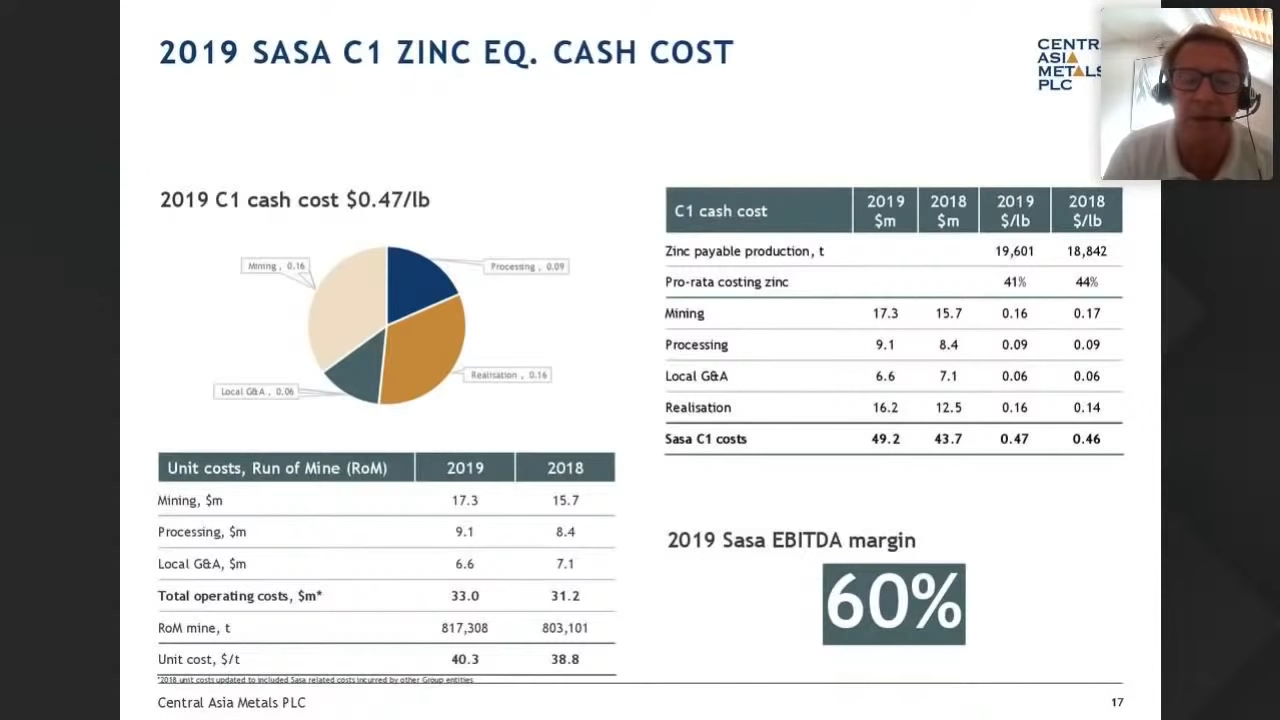 2019 SASA C1 ZINC EQ. CASH COST
CENTR
ASIA
METALS
PLC
2019 C1 cash cost $0.47/lb
Mining , 0.16
Processing , 0.09
Local G&A , 0.06
Realisation , 0.16
C1 cash cost 2019 $m 2018 $m 2019 $/lb 2018 $/lb
Zinc payable production, t 19,601 18,842
Pro-rata costing zinc 41% 44%
Mining 17.3 15.7 0.16 0.17
Processing 9.1 8.4 0.09 0.09
Local G&A 6.6 7.1 0.06 0.06
Realisation 16.2 12.5 0.16 0.14
Sasa C1 costs 49.2 43.7 0.47 0.46
Unit costs, Run of Mine (RoM) 2019 2018
Mining, $m 17.3 15.7
Processing, $m 9.1 8.4
Local G&A, $m 6.6 7.1
Total operating costs, $m* 33.0 31.2
RoM mine, t 817,308 803,101
Unit cost, $/t 40.3 38.8
*2018 unit costs updated to included Sasa related costs incurred by other Group entities
2019 Sasa EBITDA margin
60%
Central Asia Metals PLC
17